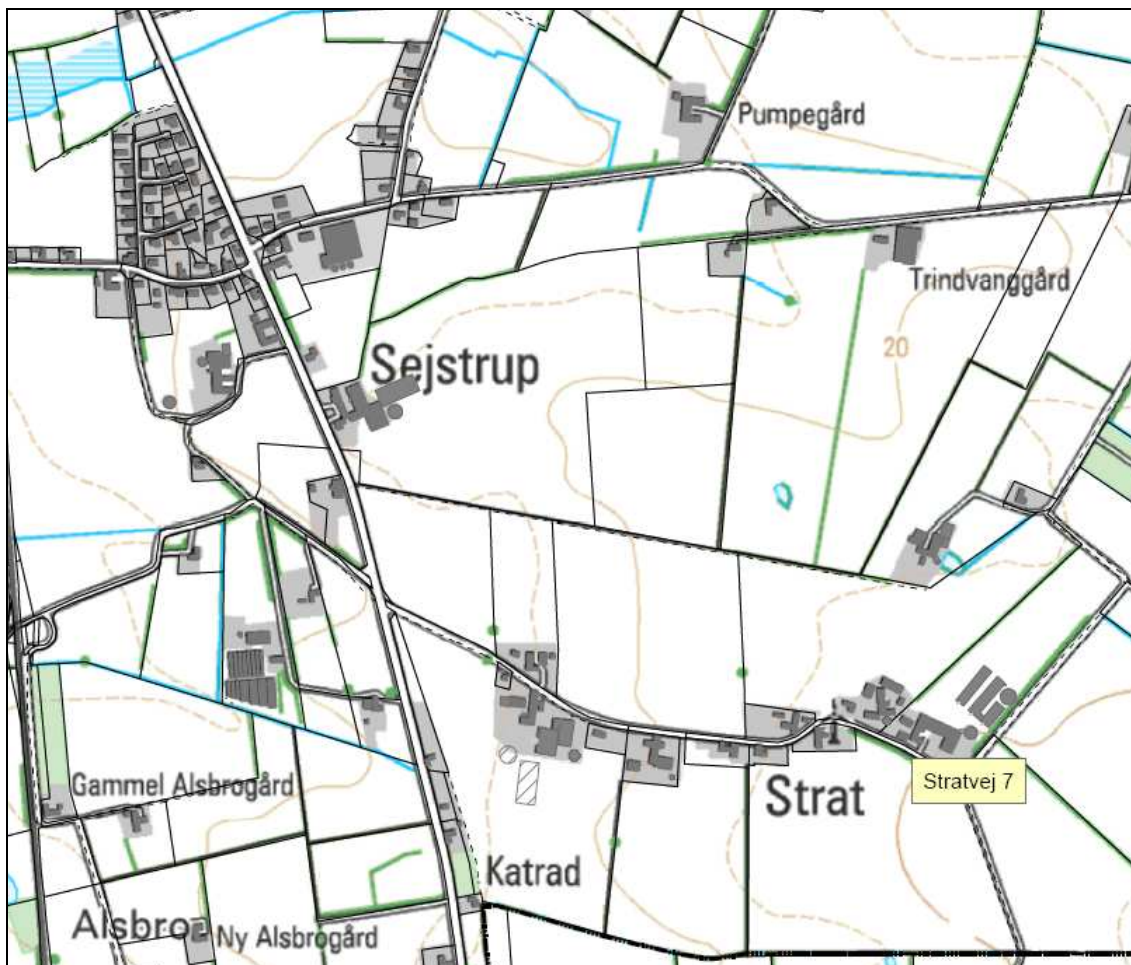 Pumpegård
Trindvanggård
Sejstrup
20
Gammel Alsbrogård
Stratvej 7
Strat
Katrad
Alsbro
Ny Alsbrogård